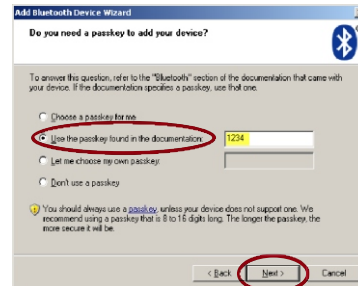 Add Bluetooth Device Wizard
Do you need a passkey to add your device?
To answer this question, refer to the "Bluetooth" section of the documentation that came with
your device. If the documentation specifies a passkey, use that one.
Choose a passkey for me
Use the passkey found in the documentation:
1234
Let me choose my own passkey:
Don't use a passkey
You should always use a passkey, unless your device does not support one. We
recommend using a passkey that is 8 to 16 digits long. The longer the passkey, the
more secure it will be.
< Back
Next >
Cancel